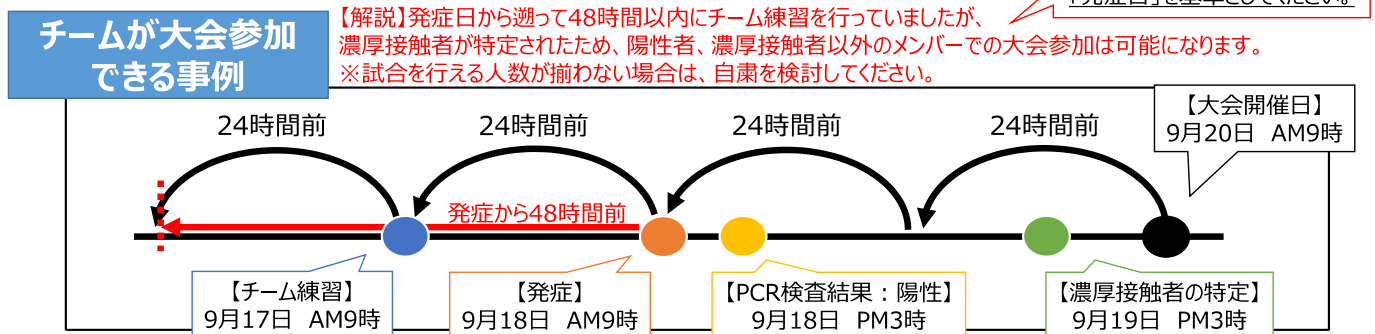 「発症日」を基準としてください。
チームが大会参加
できる事例
【解説】発症日から遡って48時間以内にチーム練習を行っていましたが、
濃厚接触者が特定されたため、陽性者、濃厚接触者以外のメンバーでの大会参加は可能になります。
※試合を行える人数が揃わない場合は、自粛を検討してください。
【大会開催日】
9月20日 AM9時
24時間前
24時間前
24時間前
24時間前
発症から48時間前
【チーム練習】
9月17日 AM9時
【発症】
9月18日 AM9時
【PCR検査結果：陽性】
9月18日 PM3時
【濃厚接触者の特定】
9月19日 PM3時